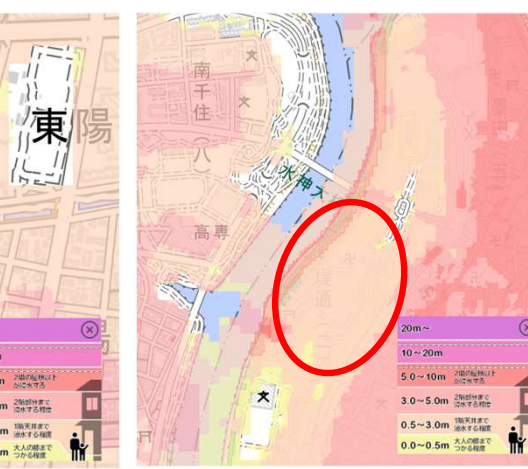 東陽
m
m
m
m
南千住(八)
水神大
高専
堤通(二)
20m~
10~20m
5.0~10m 2階の屋根以上が浸水する
3.0~5.0m 2階部分まで浸水する程度
0.5~3.0m 1階天井まで浸水する程度
0.0~0.5m 大人の膝までつかる程度